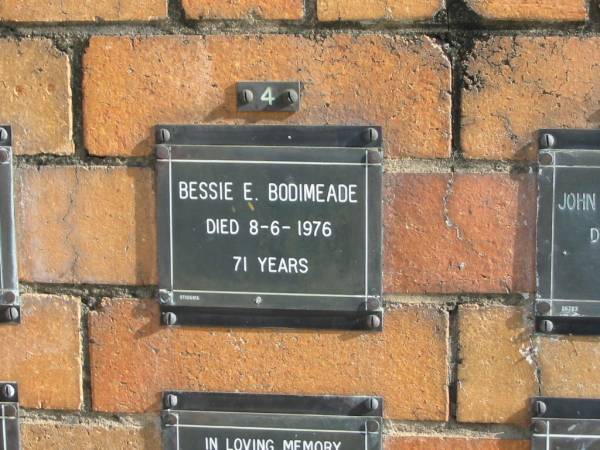 4
BESSIE E. BODIMEADE
DIED 8-6-1976
71 YEARS
JOHN
D
IN LOVING MEMORY